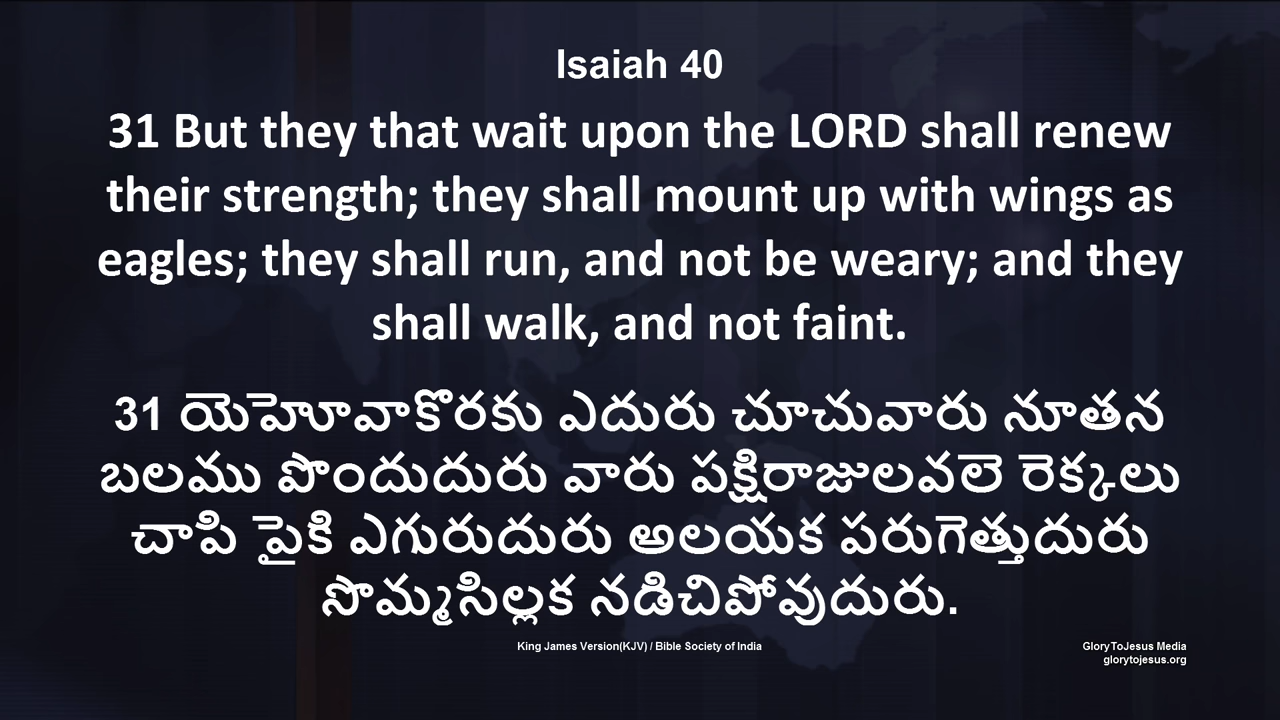 Isaiah 40
31 But they that wait upon the LORD shall renew
their strength; they shall mount up with wings as
eagles; they shall run, and not be weary; and they
shall walk, and not faint.
31 యెహెూవాకొరకు ఎదురు చూచువారు నూతన
బలము పొందుదురు వారు పక్షిరాజులవలె రెక్కలు
చాపి పైకి ఎగురుదురు అలయక పరుగెత్తుదురు
సొమ్మసిల్లక నడిచిపోవుదురు.
King James Version(KJV) / Bible Society of India
GloryToJesus Media
glorytojesus.org